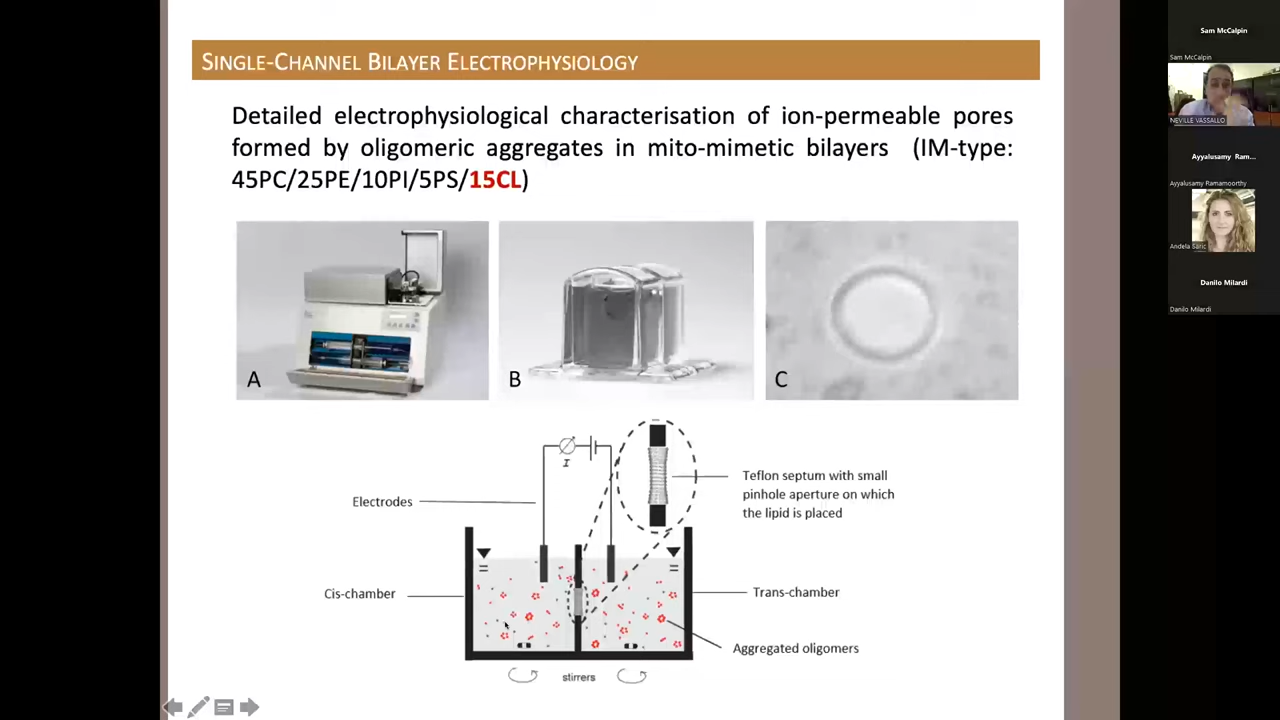 SINGLE-CHANNEL BILAYER ELECTROPHYSIOLOGY
Detailed electrophysiological characterisation of ion-permeable pores
formed by oligomeric aggregates in mito-mimetic bilayers (IM-type:
45PC/25PE/10PI/5PS/15CL)
A
B
C
I
Electrodes
Teflon septum with small
pinhole aperture on which
the lipid is placed
Cis-chamber
Trans-chamber
Aggregated oligomers
stirrers
Sam McCalpin
Sam McCalpin
NEVILLE VASSALLO
Ayyalusamy Ram...
Ayyalusamy Ramamoorthy
Andela Saric
Danilo Milardi
Danilo Milardi